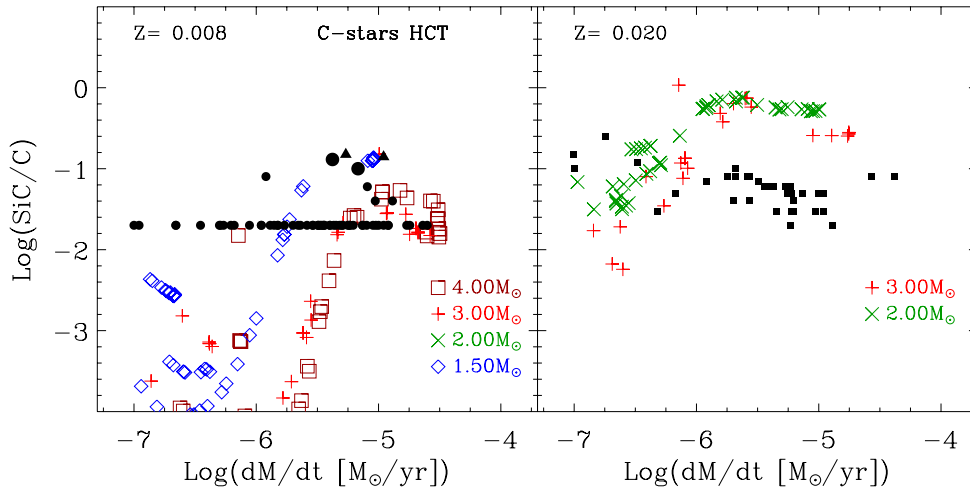 Z= 0.008
C-stars HCT
Z= 0.020
Log(SiC/C)
0
−1
−2
−3
4.00M☉
3.00M☉
2.00M☉
1.50M☉
3.00M☉
2.00M☉
−7 −6 −5 −4
−7 −6 −5 −4
Log(dM/dt [M☉/yr])
Log(dM/dt [M☉/yr])